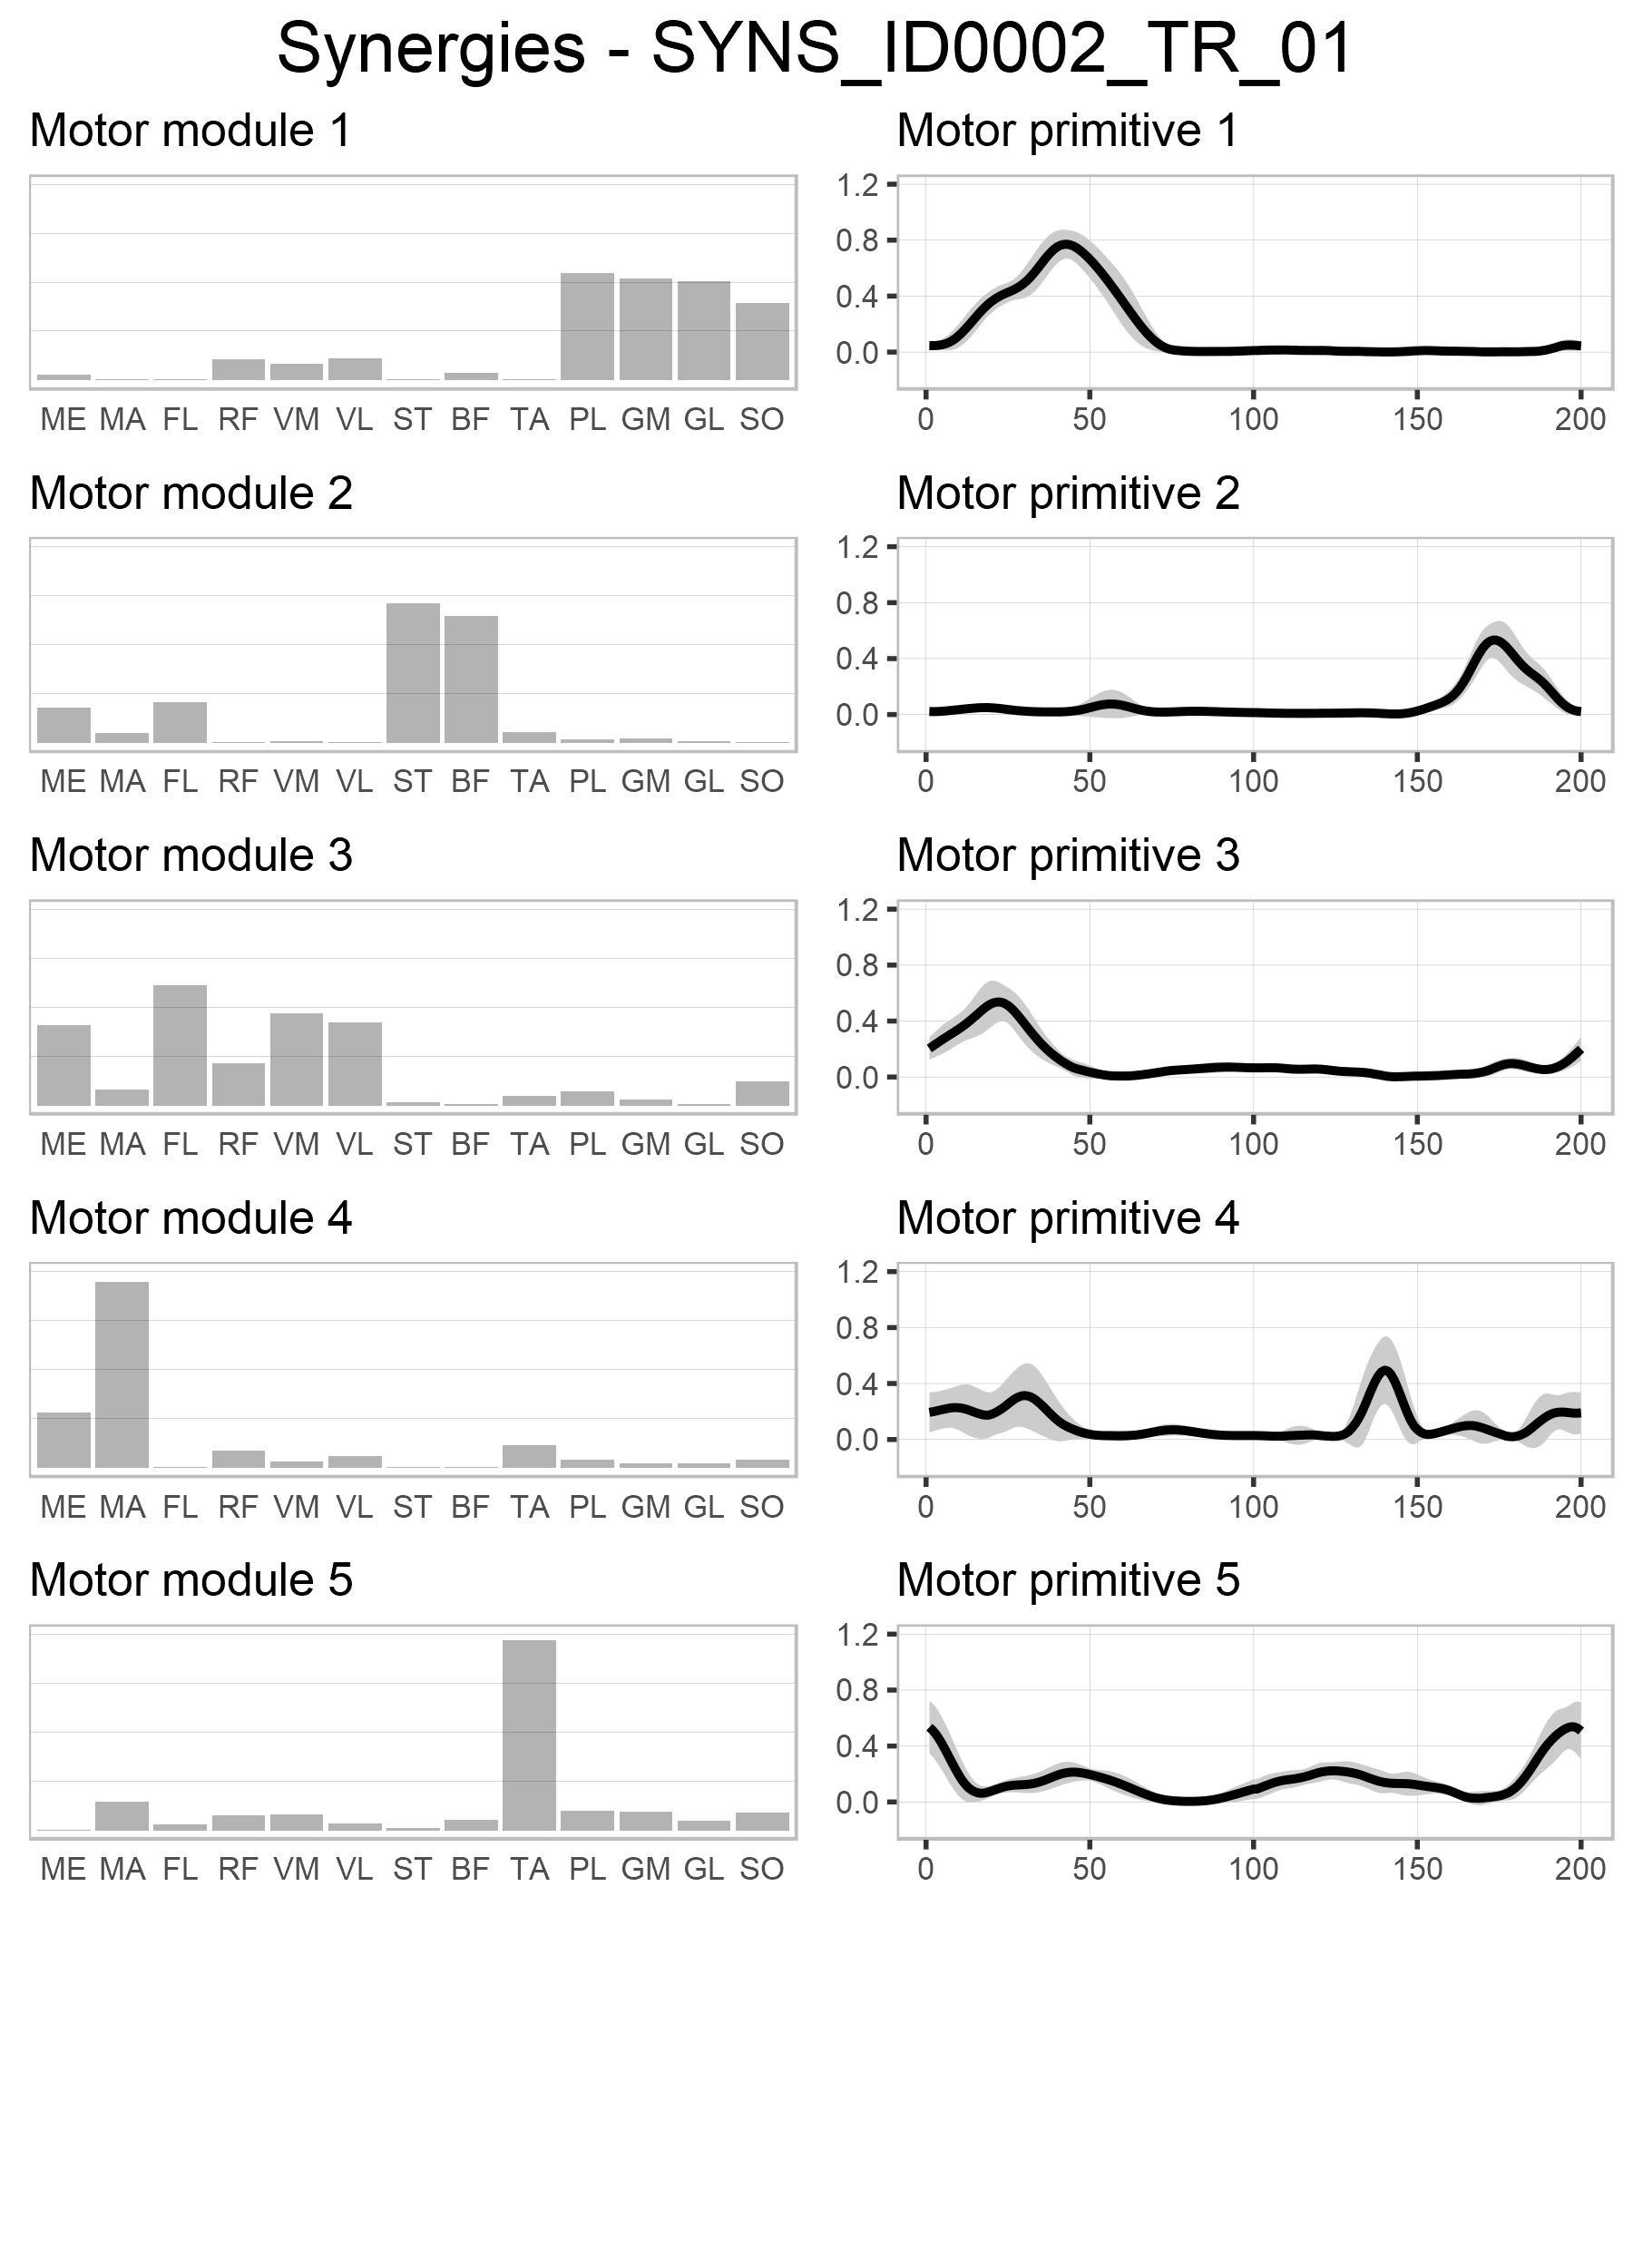 Synergies - SYNS_ID0002_TR_01
Motor module 1
Motor primitive 1
1.2
0.8
0.4
0.0
ME MA FL RF VM VL ST BF TA PL GM GL SO
0 50 100 150 200
Motor module 2
Motor primitive 2
1.2
0.8
0.4
0.0
ME MA FL RF VM VL ST BF TA PL GM GL SO
0 50 100 150 200
Motor module 3
Motor primitive 3
1.2
0.8
0.4
0.0
ME MA FL RF VM VL ST BF TA PL GM GL SO
0 50 100 150 200
Motor module 4
Motor primitive 4
1.2
0.8
0.4
0.0
ME MA FL RF VM VL ST BF TA PL GM GL SO
0 50 100 150 200
Motor module 5
Motor primitive 5
1.2
0.8
0.4
0.0
ME MA FL RF VM VL ST BF TA PL GM GL SO
0 50 100 150 200